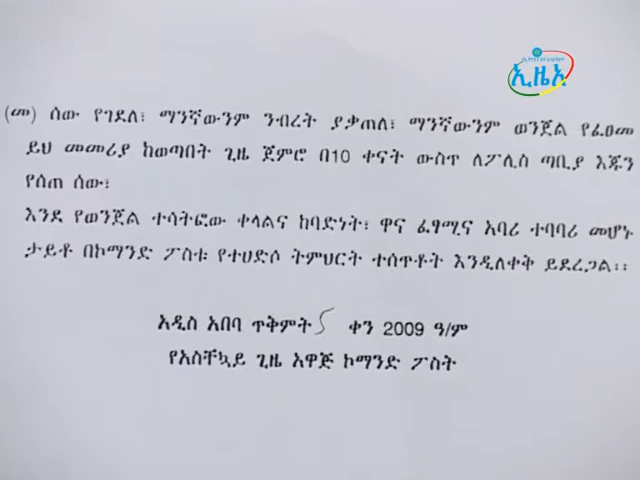 ኢዜአ
(መ) ሰው የገደለ፣ ማንኛውንም ንብረት ያቃጠለ፣ ማንኛውንም ወንጀል የፈፀመ
ይህ መመሪያ ከወጣበት ጊዜ ጀምሮ በ10 ቀናት ውስጥ ለፖሊስ ጣቢያ እጁን
የሰጠ ሰው፣
እንደ የወንጀል ተሳትፎው ቀላልና ከባድነት፣ ዋና ፈፃሚና አባሪ ተባባሪ መሆኑ
ታይቶ በኮማንድ ፖስቱ የተሀድሶ ትምህርት ተሰጥቶት እንዲለቀቅ ይደረጋል፡፡
አዲስ አበባ ጥቅምት 5 ቀን 2009 ዓ/ም
የአስቸኳይ ጊዜ አዋጅ ኮማንድ ፖስት